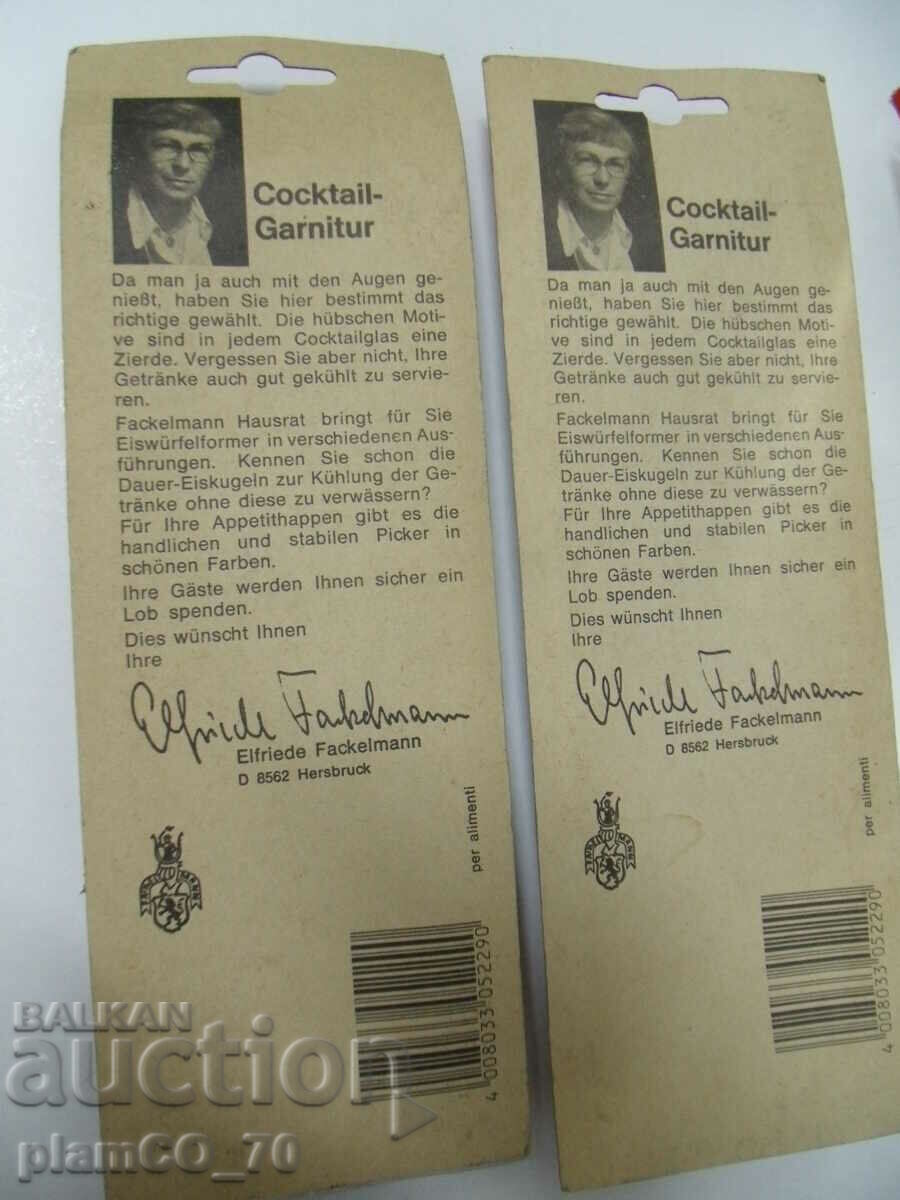 Cocktail-
Garnitur
Da man ja auch mit den Augen ge-
nießt, haben Sie hier bestimmt das
richtige gewählt. Die hübschen Moti-
ve sind in jedem Cocktailglas eine
Zierde. Vergessen Sie aber nicht, Ihre
Getränke auch gut gekühlt zu servie-
ren.
Fackelmann Hausrat bringt für Sie
Eiswürfelformer in verschiedenen Aus-
führungen. Kennen Sie schon die
Dauer-Eiskugeln zur Kühlung der Ge-
tränke ohne diese zu verwässern?
Für Ihre Appetithappen gibt es die
handlichen und stabilen Picker in
schönen Farben.
Ihre Gäste werden Ihnen sicher ein
Lob spenden.
Dies wünscht Ihnen
Ihre
Elfriede Fackelmann
Elfriede Fackelmann
D 8562 Hersbruck
per alimenti
4 008033 052290
Cocktail-
Garnitur
Da man ja auch mit den Augen ge-
nießt, haben Sie hier bestimmt das
richtige gewählt. Die hübschen Moti-
ve sind in jedem Cocktailglas eine
Zierde. Vergessen Sie aber nicht, Ihre
Getränke auch gut gekühlt zu servie-
ren.
Fackelmann Hausrat bringt für Sie
Eiswürfelformer in verschiedenen Aus-
führungen. Kennen Sie schon die
Dauer-Eiskugeln zur Kühlung der Ge-
tränke ohne diese zu verwässern?
Für Ihre Appetithappen gibt es die
handlichen und stabilen Picker in
schönen Farben.
Ihre Gäste werden Ihnen sicher ein
Lob spenden.
Dies wünscht Ihnen
Ihre
Elfriede Fackelmann
Elfriede Fackelmann
D 8562 Hersbruck
per alimenti
4 008033 052290
BALKAN
auction
plamCO_70